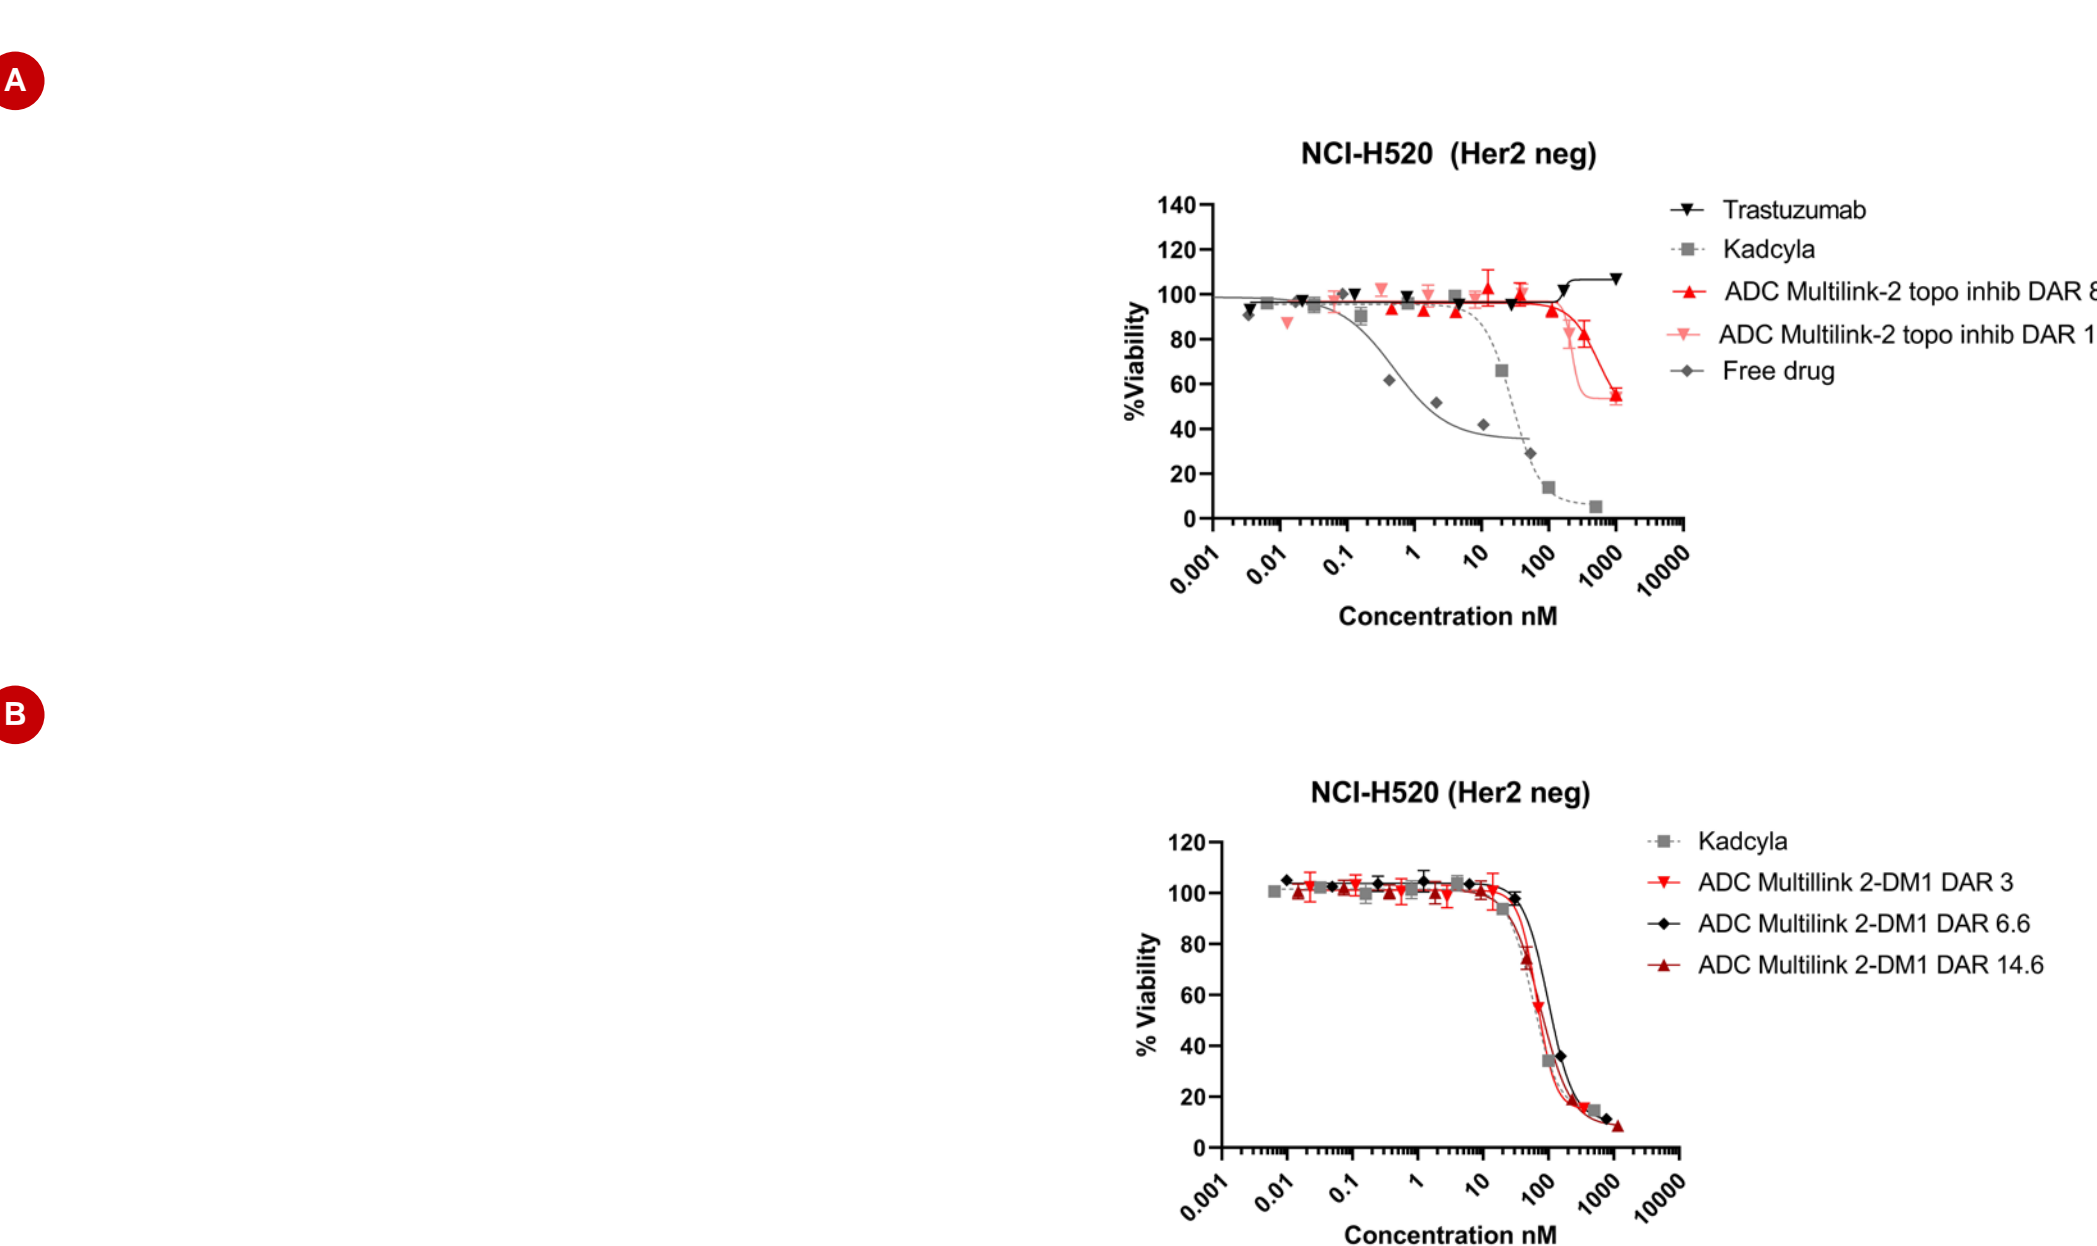 A
NCI-H520 (Her2 neg)
140
120
100
80
60
40
20
0
%Viability
0.001
0.01
0.1
1
10
100
1000
10000
Concentration nM
Trastuzumab
Kadcyla
ADC Multilink-2 topo inhib DAR 8
ADC Multilink-2 topo inhib DAR 1
Free drug
B
NCI-H520 (Her2 neg)
120
100
80
60
40
20
0
% Viability
0.001
0.01
0.1
1
10
100
1000
10000
Concentration nM
Kadcyla
ADC Multillink 2-DM1 DAR 3
ADC Multilink 2-DM1 DAR 6.6
ADC Multilink 2-DM1 DAR 14.6